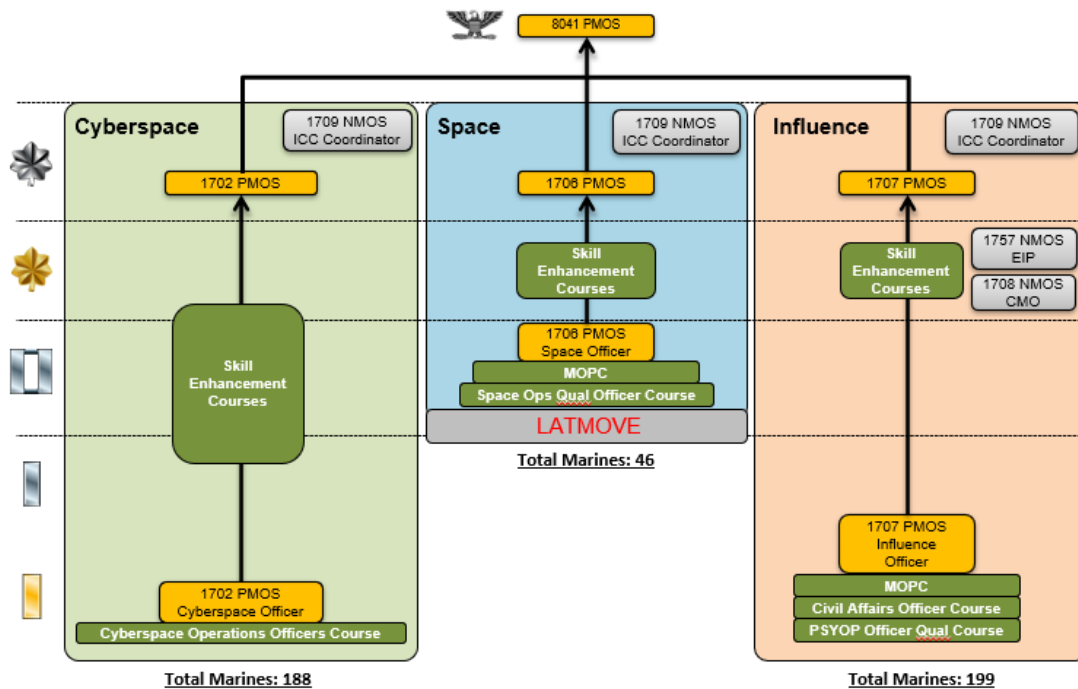 8041 PMOS
Cyberspace
1709 NMOS
ICC Coordinator
1702 PMOS
Skill
Enhancement
Courses
1702 PMOS
Cyberspace Officer
Cyberspace Operations Officers Course
Total Marines: 188
Space
1709 NMOS
ICC Coordinator
1706 PMOS
Skill
Enhancement
Courses
1706 PMOS
Space Officer
MOPC
Space Ops Qual Officer Course
LATMOVE
Total Marines: 46
Influence
1709 NMOS
ICC Coordinator
1707 PMOS
Skill
Enhancement
Courses
1757 NMOS
EIP
1708 NMOS
CMO
1707 PMOS
Influence
Officer
MOPC
Civil Affairs Officer Course
PSYOP Officer Qual Course
Total Marines: 199